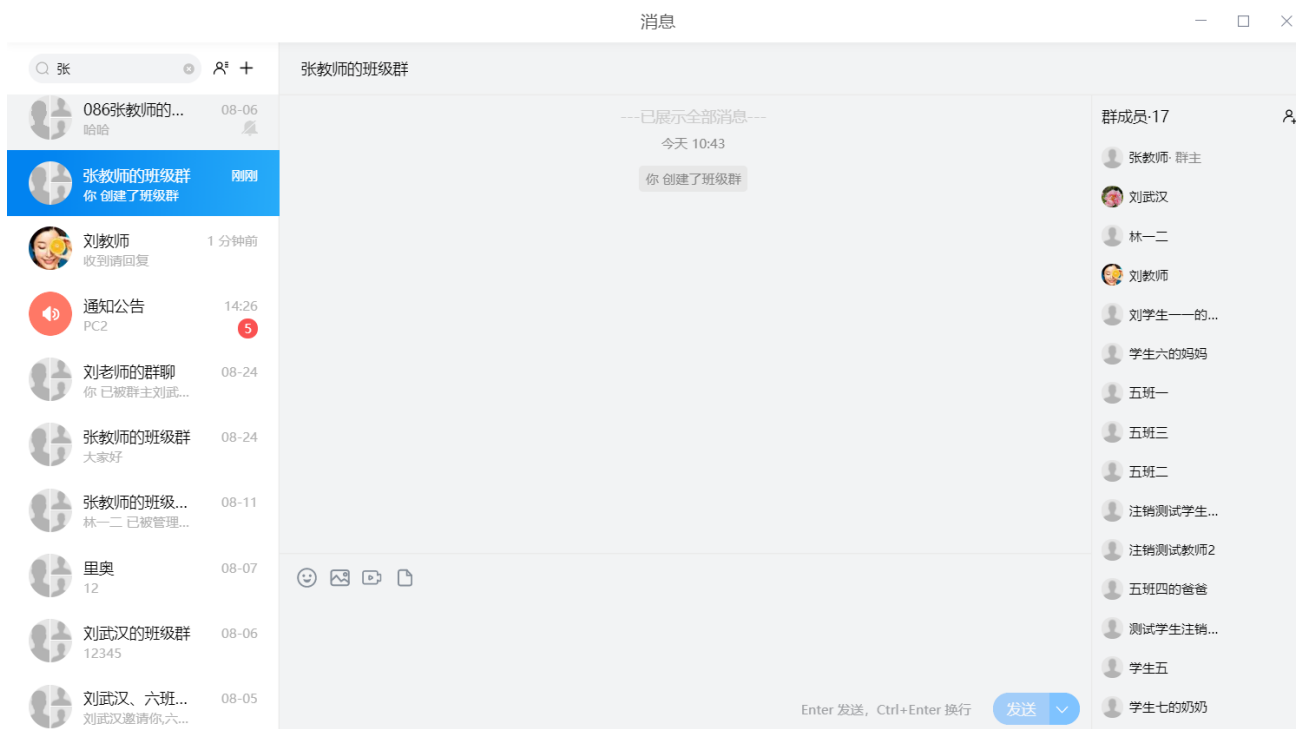 消息
张
张教师的班级群
086张教师的...
08-06
哈哈
张教师的班级群
刚刚
你 创建了班级群
刘教师
1 分钟前
收到请回复
通知公告
14:26
PC2
5
刘老师的群聊
08-24
你 已被群主刘武...
张教师的班级群
08-24
大家好
张教师的班级...
08-11
林一二 已被管理...
里奥
08-07
12
刘武汉的班级群
08-06
12345
刘武汉、六班...
08-05
刘武汉邀请你,六...
---已展示全部消息---
今天 10:43
你 创建了班级群
Enter 发送，Ctrl+Enter 换行
发送
群成员·17
张教师· 群主
刘武汉
林一二
刘教师
刘学生一一的...
学生六的妈妈
五班一
五班三
五班二
注销测试学生...
注销测试教师2
五班四的爸爸
测试学生注销...
学生五
学生七的奶奶